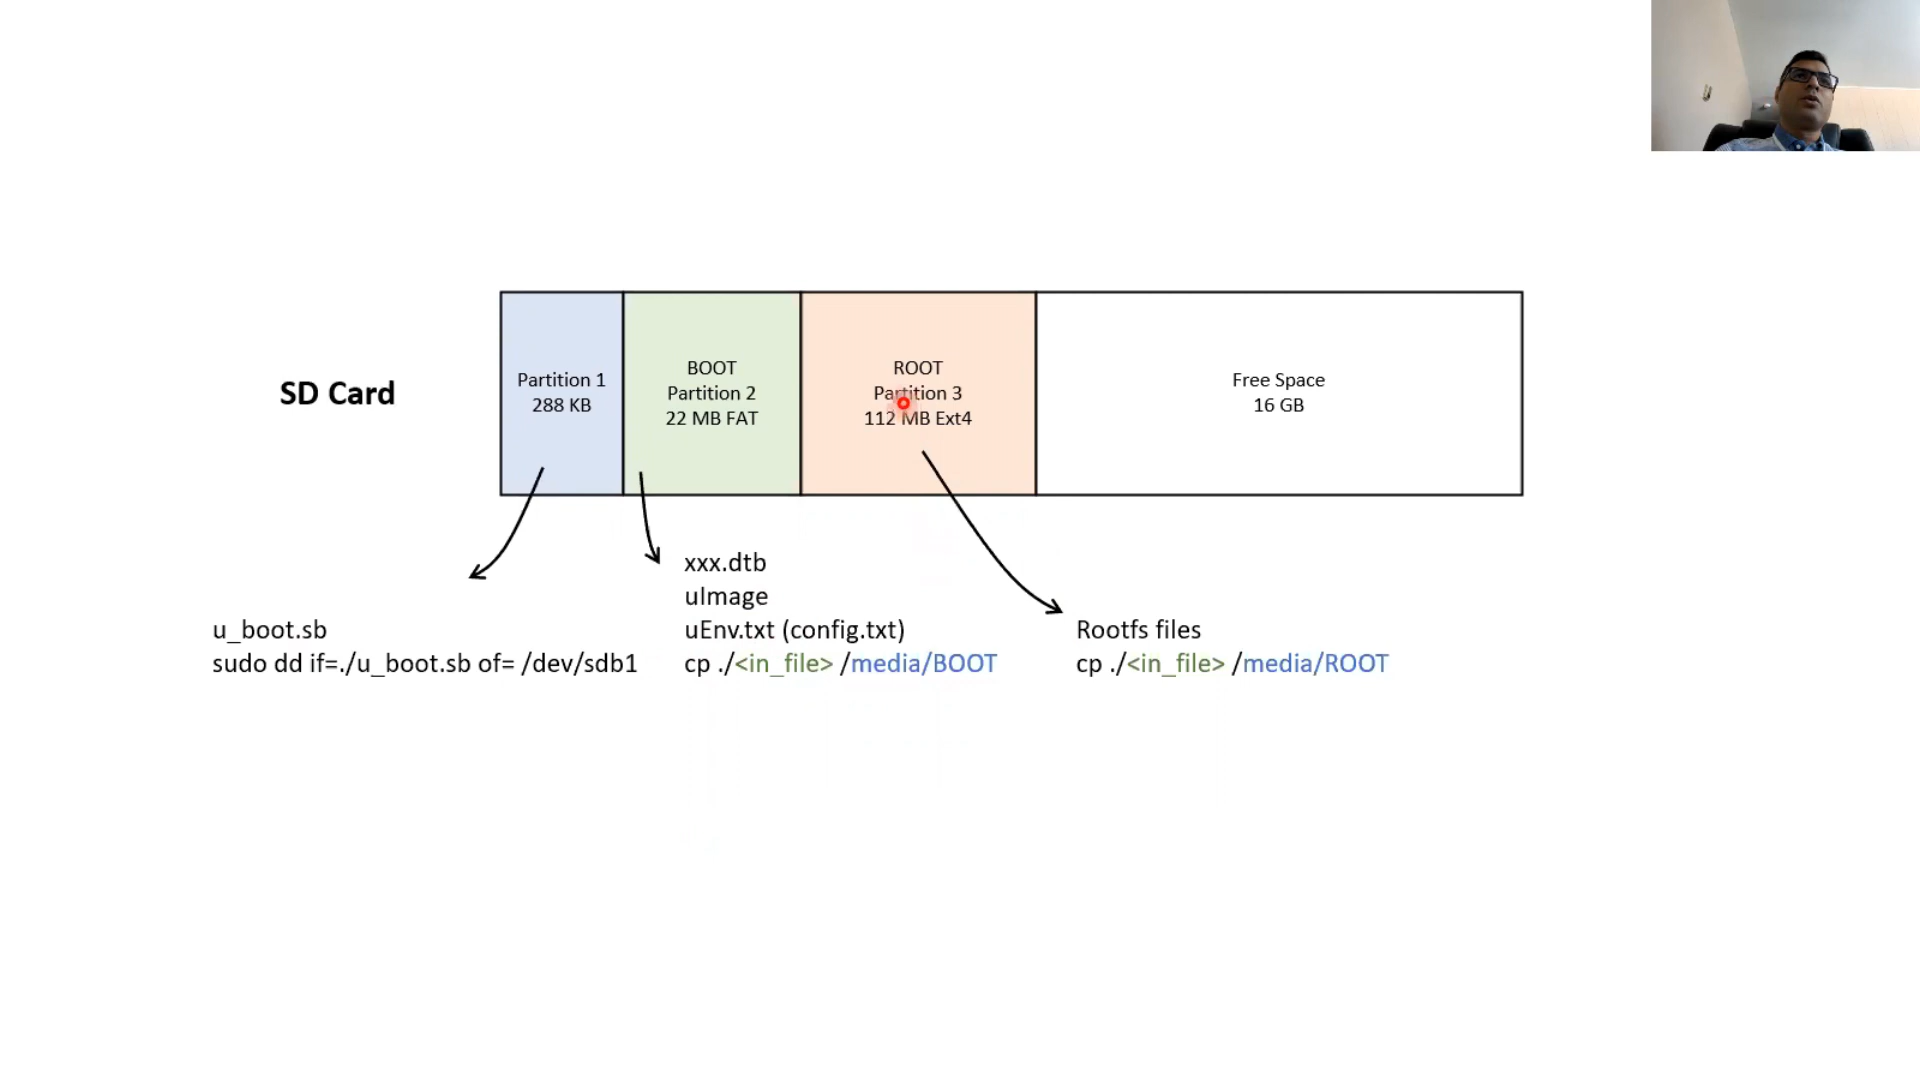 SD Card
Partition 1
288 KB
BOOT
Partition 2
22 MB FAT
ROOT
Partition 3
112 MB Ext4
Free Space
16 GB
u_boot.sb
sudo dd if=./u_boot.sb of= /dev/sdb1
xxx.dtb
uImage
uEnv.txt (config.txt)
cp ./<in_file> /media/BOOT
Rootfs files
cp ./<in_file> /media/ROOT